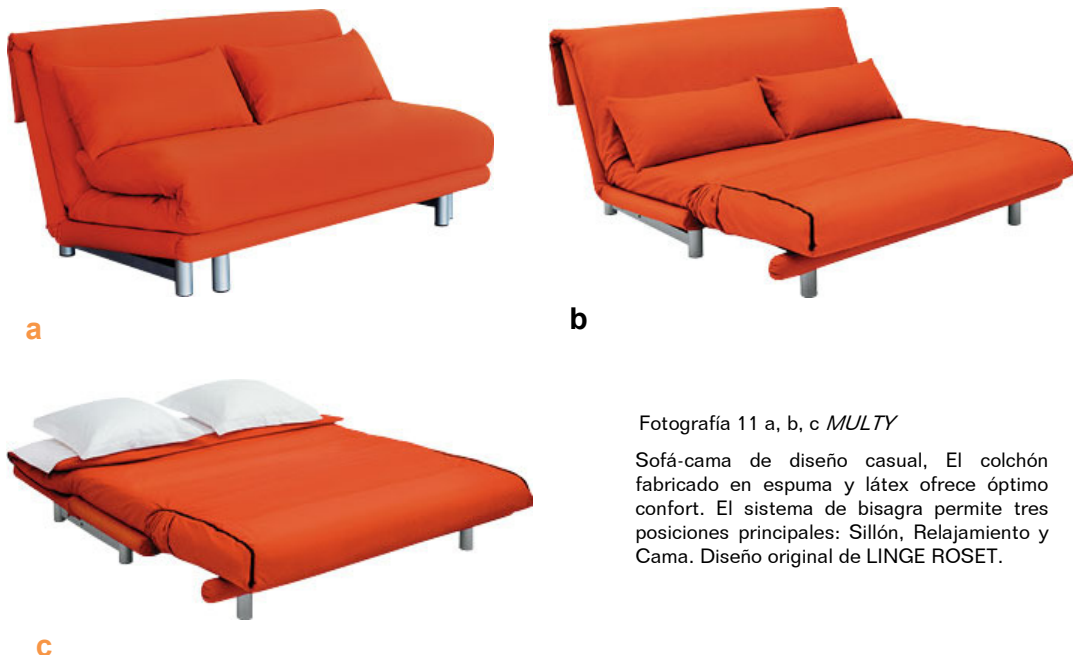 a
b
c
Fotografía 11 a, b, c MULTY
Sofá-cama de diseño casual, El colchón
fabricado en espuma y látex ofrece óptimo
confort. El sistema de bisagra permite tres
posiciones principales: Sillón, Relajamiento y
Cama. Diseño original de LINGE ROSET.